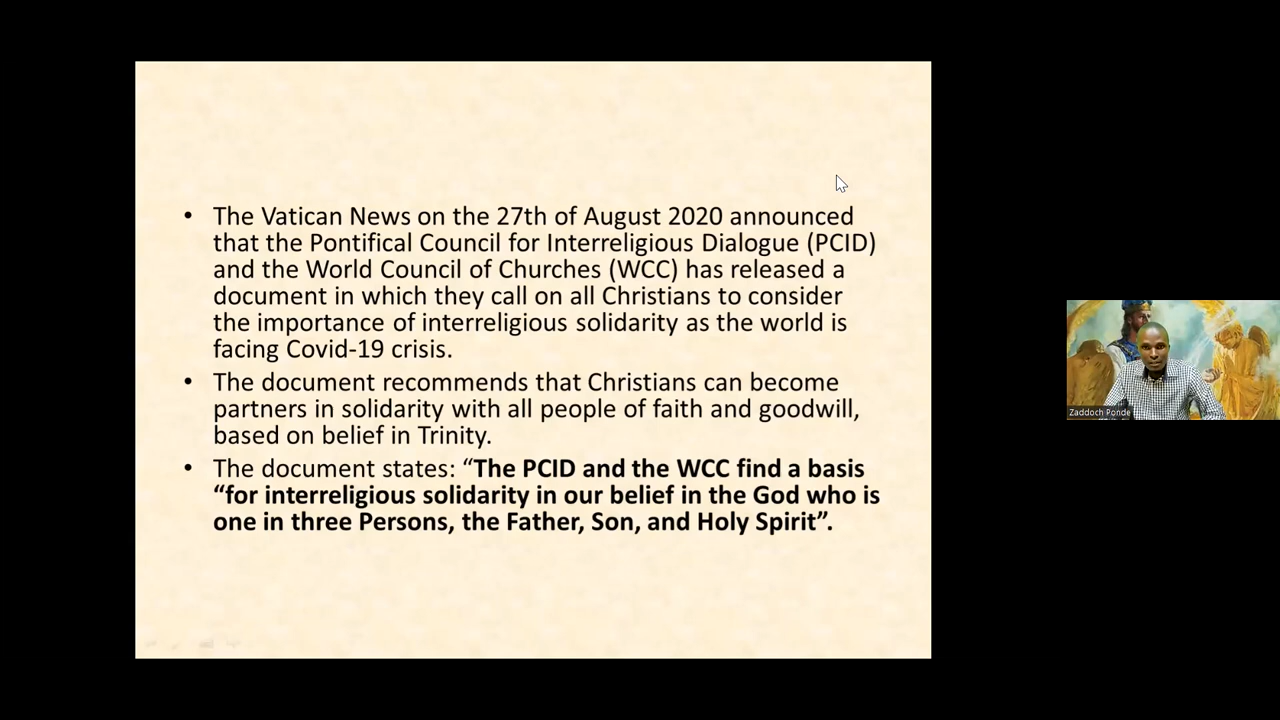 • The Vatican News on the 27th of August 2020 announced
that the Pontifical Council for Interreligious Dialogue (PCID)
and the World Council of Churches (WCC) has released a
document in which they call on all Christians to consider
the importance of interreligious solidarity as the world is
facing Covid-19 crisis.
• The document recommends that Christians can become
partners in solidarity with all people of faith and goodwill,
based on belief in Trinity.
• The document states: “The PCID and the WCC find a basis
“for interreligious solidarity in our belief in the God who is
one in three Persons, the Father, Son, and Holy Spirit”.
Zaddoch Ponde